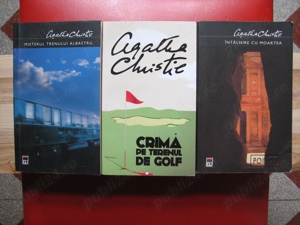 Agatha Christie
MISTERUL TRENULUI ALBASTRU
Agatha
Christie
CRIMĂ
PE TERENUL
DE GOLF
Agatha Christie
ÎNTÂLNIRE CU MOARTEA